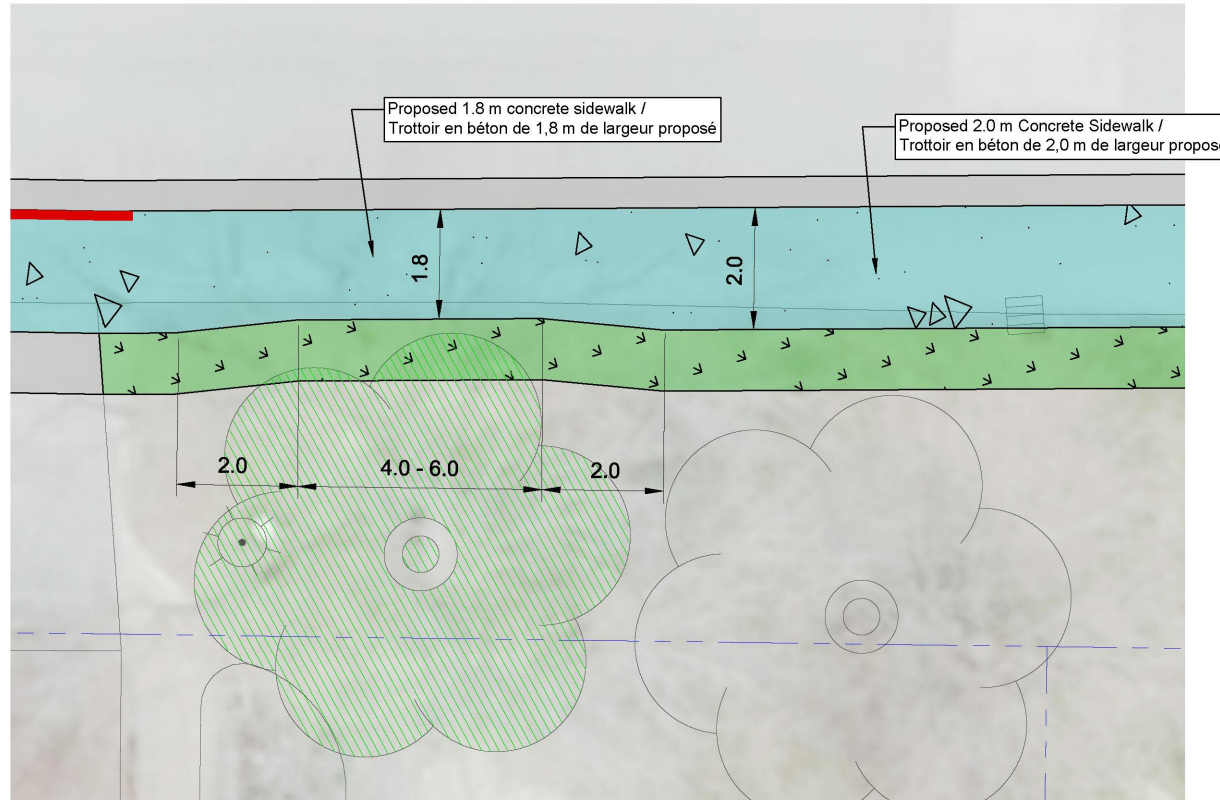 Proposed 1.8 m concrete sidewalk /
Trottoir en béton de 1,8 m de largeur proposé
Proposed 2.0 m Concrete Sidewalk /
Trottoir en béton de 2,0 m de largeur proposé
1.8
2.0
2.0
4.0 - 6.0
2.0